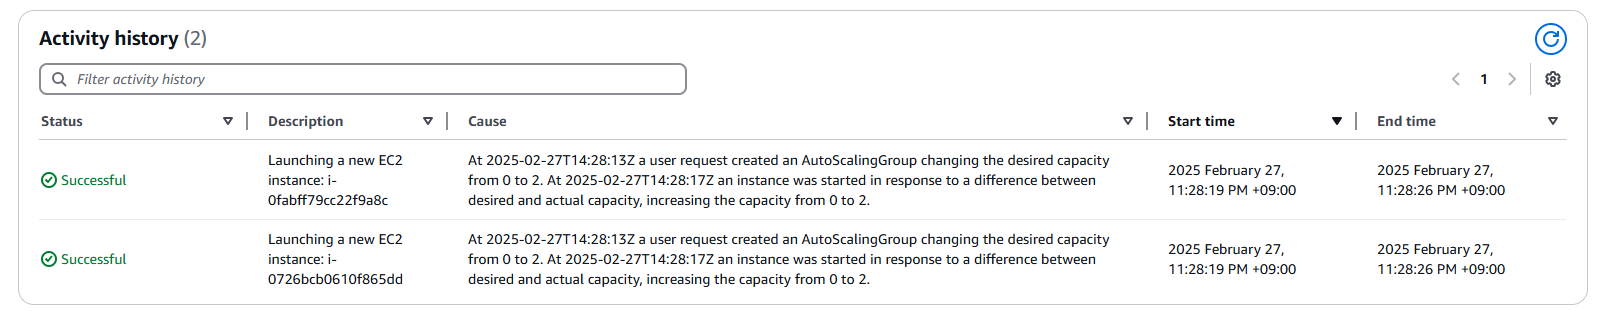 Activity history (2)
Filter activity history
1
Status Description Cause Start time End time
Successful
Launching a new EC2
instance: i-
0fabff79cc22f9a8c
At 2025-02-27T14:28:13Z a user request created an AutoScalingGroup changing the desired capacity
from 0 to 2. At 2025-02-27T14:28:17Z an instance was started in response to a difference between
desired and actual capacity, increasing the capacity from 0 to 2.
2025 February 27,
11:28:19 PM +09:00
2025 February 27,
11:28:26 PM +09:00
Successful
Launching a new EC2
instance: i-
0726bcb0610f865dd
At 2025-02-27T14:28:13Z a user request created an AutoScalingGroup changing the desired capacity
from 0 to 2. At 2025-02-27T14:28:17Z an instance was started in response to a difference between
desired and actual capacity, increasing the capacity from 0 to 2.
2025 February 27,
11:28:19 PM +09:00
2025 February 27,
11:28:26 PM +09:00